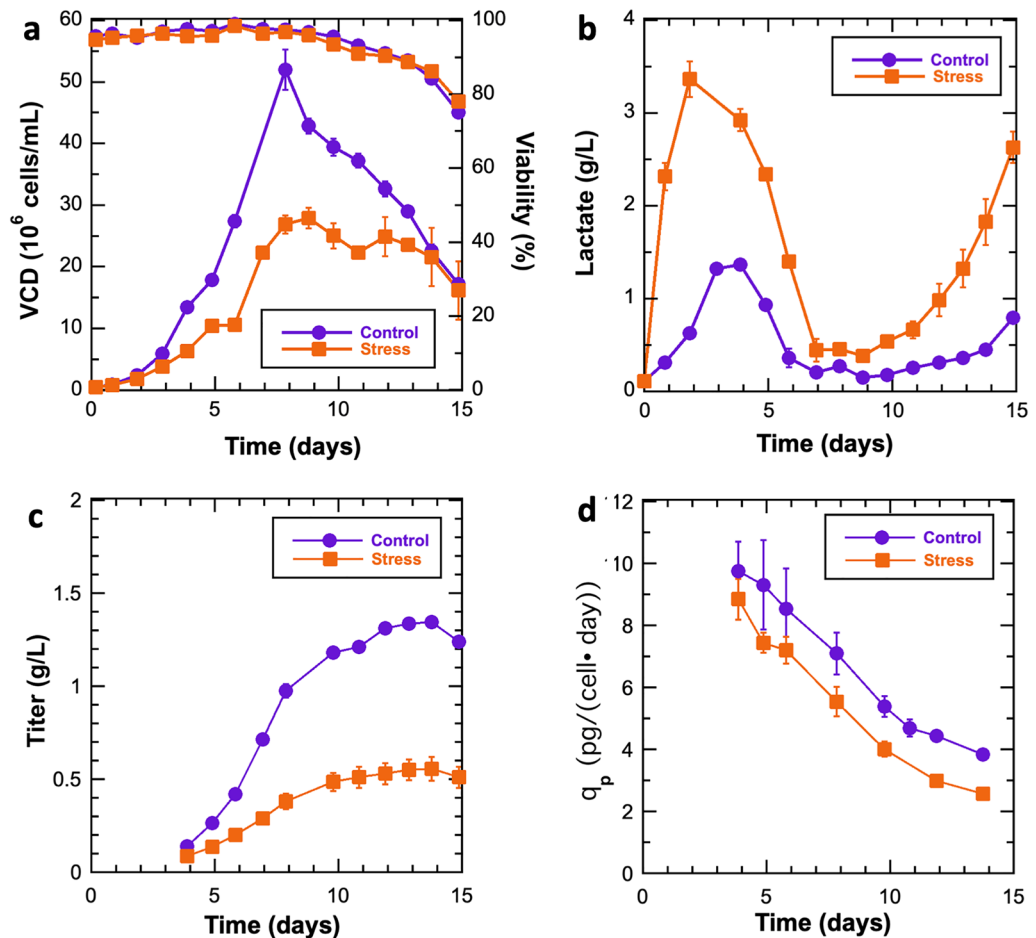 a
VCD (10⁶ cells/mL)
60
50
40
30
20
10
0
100
80
60
40
20
0
Viability (%)
Control
Stress
0
5
10
15
Time (days)
b
Lactate (g/L)
4
3
2
1
0
Control
Stress
0
5
10
15
Time (days)
c
Titer (g/L)
2
1.5
1
0.5
0
Control
Stress
0
5
10
15
Time (days)
d
qₚ (pg/(cell• day))
12
10
8
6
4
2
0
Control
Stress
0
5
10
15
Time (days)